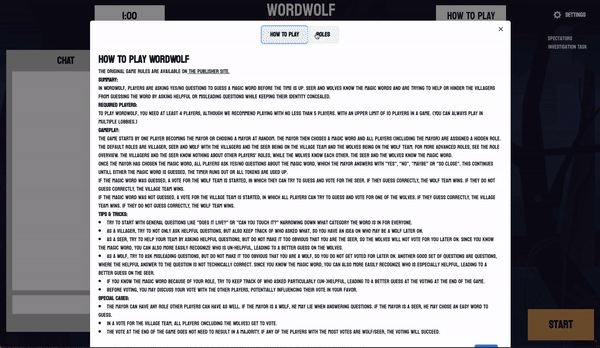 WORDWOLF
1:00
HOW TO PLAY
SETTINGS
SPECTATORS
INVESTIGATION TASK
CHAT
HOW TO PLAY
ROLES
HOW TO PLAY WORDWOLF
THE ORIGINAL GAME RULES ARE AVAILABLE ON THE PUBLISHER SITE.
SUMMARY:
IN WORDWOLF, PLAYERS ARE ASKING YES/NO QUESTIONS TO GUESS A MAGIC WORD BEFORE THE TIME IS UP. SEER AND WOLVES KNOW THE MAGIC WORDS AND ARE TRYING TO HELP OR HINDER THE VILLAGERS
FROM GUESSING THE WORD BY ASKING HELPFUL OR MISLEADING QUESTIONS WHILE KEEPING THEIR IDENTITY CONCEALED.
REQUIRED PLAYERS:
TO PLAY WORDWOLF, YOU NEED AT LEAST 4 PLAYERS, ALTHOUGH WE RECOMMEND PLAYING WITH NO LESS THAN 5 PLAYERS. WITH AN UPPER LIMIT OF 10 PLAYERS IN A GAME. (YOU CAN ALWAYS PLAY IN
MULTIPLE LOBBIES.)
GAMEPLAY:
THE GAME STARTS BY ONE PLAYER BECOMING THE MAYOR OR CHOOSING A MAYOR AT RANDOM. THE MAYOR THEN CHOOSES A MAGIC WORD AND ALL PLAYERS (INCLUDING THE MAYOR) ARE ASSIGNED A HIDDEN ROLE.
THE DEFAULT ROLES ARE VILLAGER, SEER AND WOLF WITH THE VILLAGERS AND THE SEER BEING ON THE VILLAGE TEAM AND THE WOLVES BEING ON THE WOLF TEAM. FOR MORE ADVANCED ROLES, SEE THE ROLE
OVERVIEW. THE VILLAGERS AND THE SEER KNOW NOTHING ABOUT OTHER PLAYERS' ROLES, WHILE THE WOLVES KNOW EACH OTHER. THE SEER AND THE WOLVES KNOW THE MAGIC WORD.
ONCE THE MAYOR HAS CHOSEN THE MAGIC WORD, ALL PLAYERS ASK YES/NO QUESTIONS ABOUT THE MAGIC WORD, WHICH THE MAYOR ANSWERS WITH "YES", "NO", "MAYBE" OR "SO CLOSE". THIS CONTINUES
UNTIL EITHER THE MAGIC WORD IS GUESSED, THE TIMER RUNS OUT OR ALL TOKENS ARE USED UP.
IF THE MAGIC WORD WAS GUESSED, A VOTE FOR THE WOLF TEAM IS STARTED, IN WHICH THEY CAN TRY TO GUESS AND VOTE FOR THE SEER. IF THEY GUESS CORRECTLY, THE WOLF TEAM WINS. IF THEY DO NOT
GUESS CORRECTLY, THE VILLAGE TEAM WINS.
IF THE MAGIC WORD WAS NOT GUESSED, A VOTE FOR THE VILLAGE TEAM IS STARTED, IN WHICH ALL PLAYERS CAN TRY TO GUESS AND VOTE FOR ONE OF THE WOLVES. IF THEY GUESS CORRECTLY, THE VILLAGE
TEAM WINS. IF THEY DO NOT GUESS CORRECTLY, THE WOLF TEAM WINS.
TIPS & TRICKS:
• TRY TO START WITH GENERAL QUESTIONS LIKE "DOES IT LIVE?" OR "CAN YOU TOUCH IT?" NARROWING DOWN WHAT CATEGORY THE WORD IS IN FOR EVERYONE.
• AS A VILLAGER, TRY TO NOT ONLY ASK HELPFUL QUESTIONS, BUT ALSO KEEP TRACK OF WHO ASKED WHAT, SO YOU HAVE AN IDEA ON WHO MAY BE A WOLF LATER ON.
• AS A SEER, TRY TO HELP YOUR TEAM BY ASKING HELPFUL QUESTIONS, BUT DO NOT MAKE IT TOO OBVIOUS THAT YOU ARE THE SEER, SO THE WOLVES WILL NOT VOTE FOR YOU LATER ON. SINCE YOU KNOW
THE MAGIC WORD, YOU CAN ALSO MORE EASILY RECOGNIZE WHO IS UN-HELPFUL, LEADING TO A BETTER GUESS ON THE WOLVES.
• AS A WOLF, TRY TO ASK MISLEADING QUESTIONS, BUT DO NOT MAKE IT TOO OBVIOUS THAT YOU ARE A WOLF, SO YOU DO NOT GET VOTED FOR LATER ON. ANOTHER GOOD SET OF QUESTIONS ARE QUESTIONS,
WHERE THE HELPFUL ANSWER TO THE QUESTION IS NOT TECHNICALLY CORRECT. SINCE YOU KNOW THE MAGIC WORD, YOU CAN ALSO MORE EASILY RECOGNIZE WHO IS ESPECIALLY HELPFUL, LEADING TO A
BETTER GUESS ON THE SEER.
• IF YOU KNOW THE MAGIC WORD BECAUSE OF YOUR ROLE, TRY TO KEEP TRACK OF WHO ASKED PARTICULARLY (UN-)HELPFUL, LEADING TO A BETTER GUESS AT THE VOTING AT THE END OF THE GAME.
• BEFORE VOTING, YOU MAY DISCUSS YOUR VOTE WITH THE OTHER PLAYERS, POTENTIALLY INFLUENCING THEIR VOTE IN YOUR FAVOR.
SPECIAL CASES:
• THE MAYOR CAN HAVE ANY ROLE OTHER PLAYERS CAN HAVE AS WELL. IF THE MAYOR IS A WOLF, HE MAY LIE WHEN ANSWERING QUESTIONS. IF THE MAYOR IS A SEER, HE MAY CHOSE AN EASY WORD TO
GUESS.
• IN A VOTE FOR THE VILLAGE TEAM, ALL PLAYERS (INCLUDING THE WOLVES) GET TO VOTE.
• THE VOTE AT THE END OF THE GAME DOES NOT NEED TO RESULT IN A MAJORITY. IF ANY OF THE PLAYERS WITH THE MOST VOTES ARE WOLF/SEER, THE VOTING WILL SUCCEED.
START